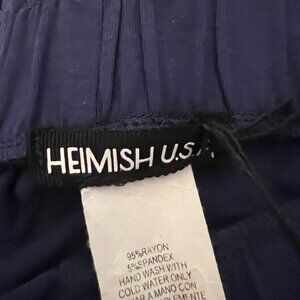 HEIMISH U.S.A.
95%RAYON
5%SPANDEX
HAND WASH WITH
COLD WATER ONLY
A MANO CON